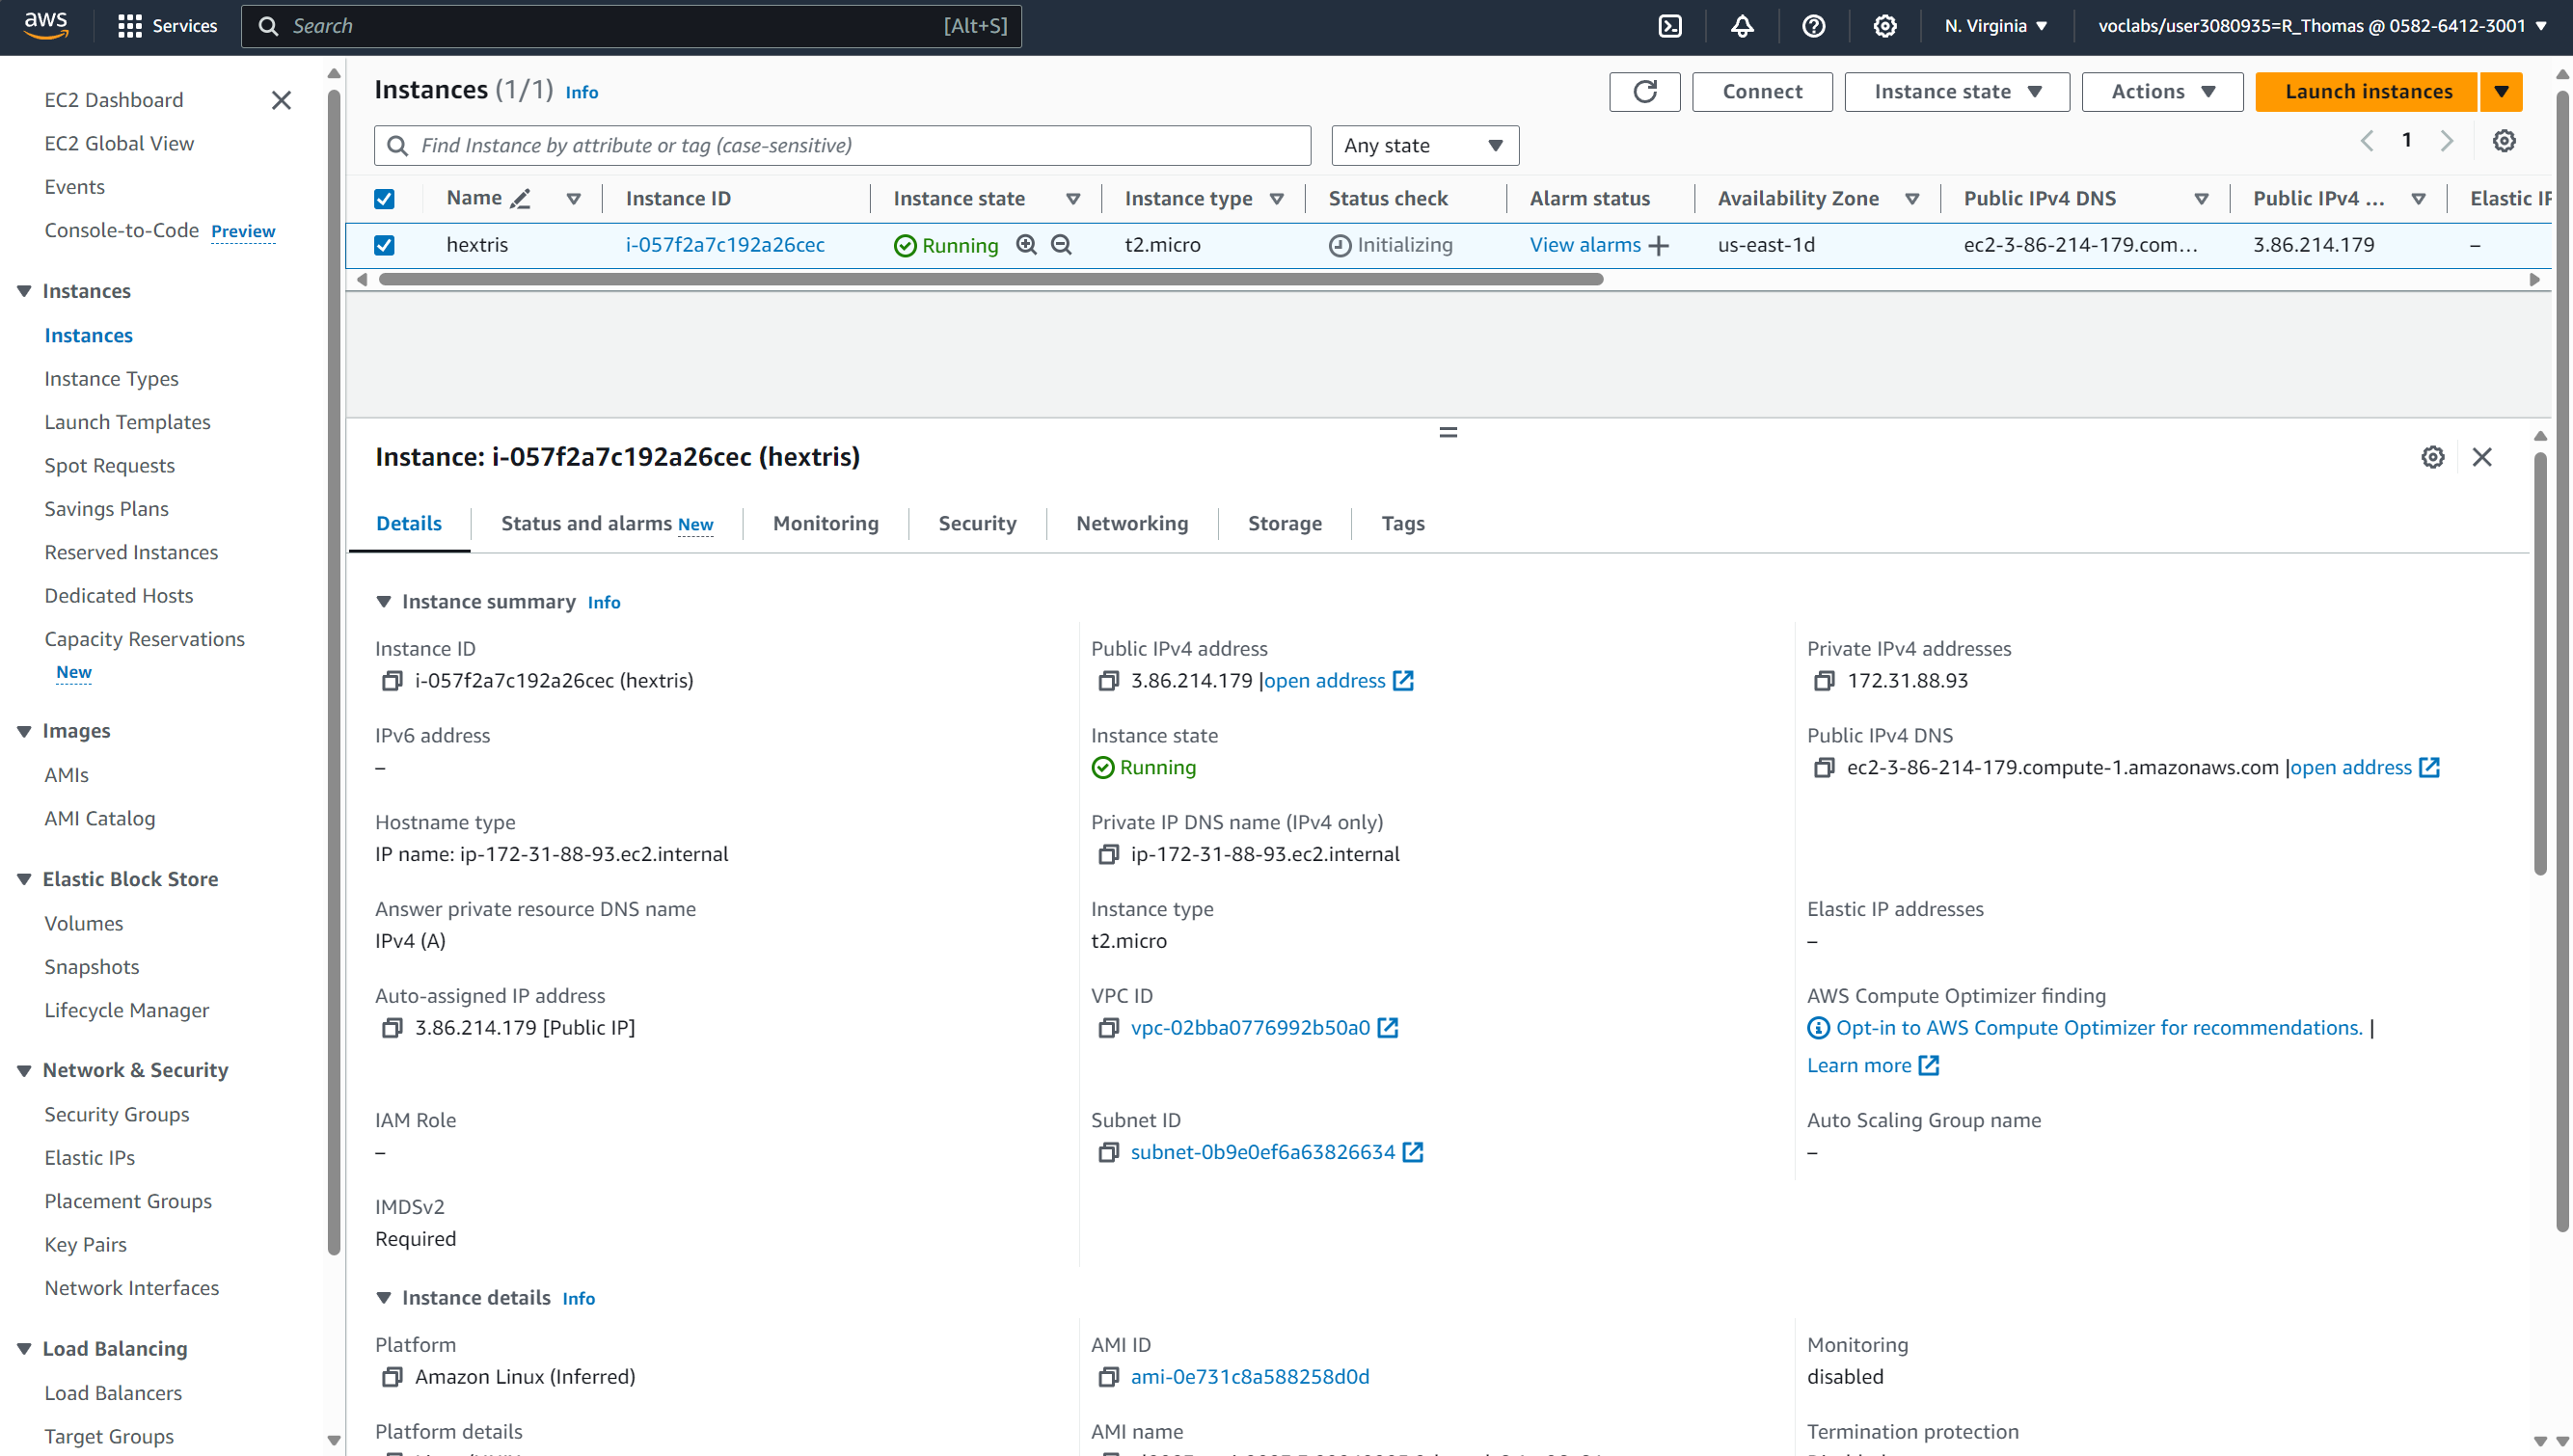 aws Services Search [Alt+S] N. Virginia voclabs/user3080935=R_Thomas @ 0582-6412-3001
EC2 Dashboard
EC2 Global View
Events
Console-to-Code Preview
Instances
Instances
Instance Types
Launch Templates
Spot Requests
Savings Plans
Reserved Instances
Dedicated Hosts
Capacity Reservations
New
Images
AMIs
AMI Catalog
Elastic Block Store
Volumes
Snapshots
Lifecycle Manager
Network & Security
Security Groups
Elastic IPs
Placement Groups
Key Pairs
Network Interfaces
Load Balancing
Load Balancers
Target Groups
Instances (1/1) Info Connect Instance state Actions Launch instances
Find Instance by attribute or tag (case-sensitive) Any state 1
Name Instance ID Instance state Instance type Status check Alarm status Availability Zone Public IPv4 DNS Public IPv4 ... Elastic IP
hextris i-057f2a7c192a26cec Running t2.micro Initializing View alarms us-east-1d ec2-3-86-214-179.com... 3.86.214.179 –
Instance: i-057f2a7c192a26cec (hextris)
Details Status and alarms New Monitoring Security Networking Storage Tags
Instance summary Info
Instance ID
i-057f2a7c192a26cec (hextris)
Public IPv4 address
3.86.214.179 |open address
Private IPv4 addresses
172.31.88.93
IPv6 address
–
Instance state
Running
Public IPv4 DNS
ec2-3-86-214-179.compute-1.amazonaws.com |open address
Hostname type
IP name: ip-172-31-88-93.ec2.internal
Private IP DNS name (IPv4 only)
ip-172-31-88-93.ec2.internal
Answer private resource DNS name
IPv4 (A)
Instance type
t2.micro
Elastic IP addresses
–
Auto-assigned IP address
3.86.214.179 [Public IP]
VPC ID
vpc-02bba0776992b50a0
AWS Compute Optimizer finding
Opt-in to AWS Compute Optimizer for recommendations. |
Learn more
IAM Role
–
Subnet ID
subnet-0b9e0ef6a63826634
Auto Scaling Group name
–
IMDSv2
Required
Instance details Info
Platform
Amazon Linux (Inferred)
AMI ID
ami-0e731c8a588258d0d
Monitoring
disabled
Platform details
AMI name
Termination protection